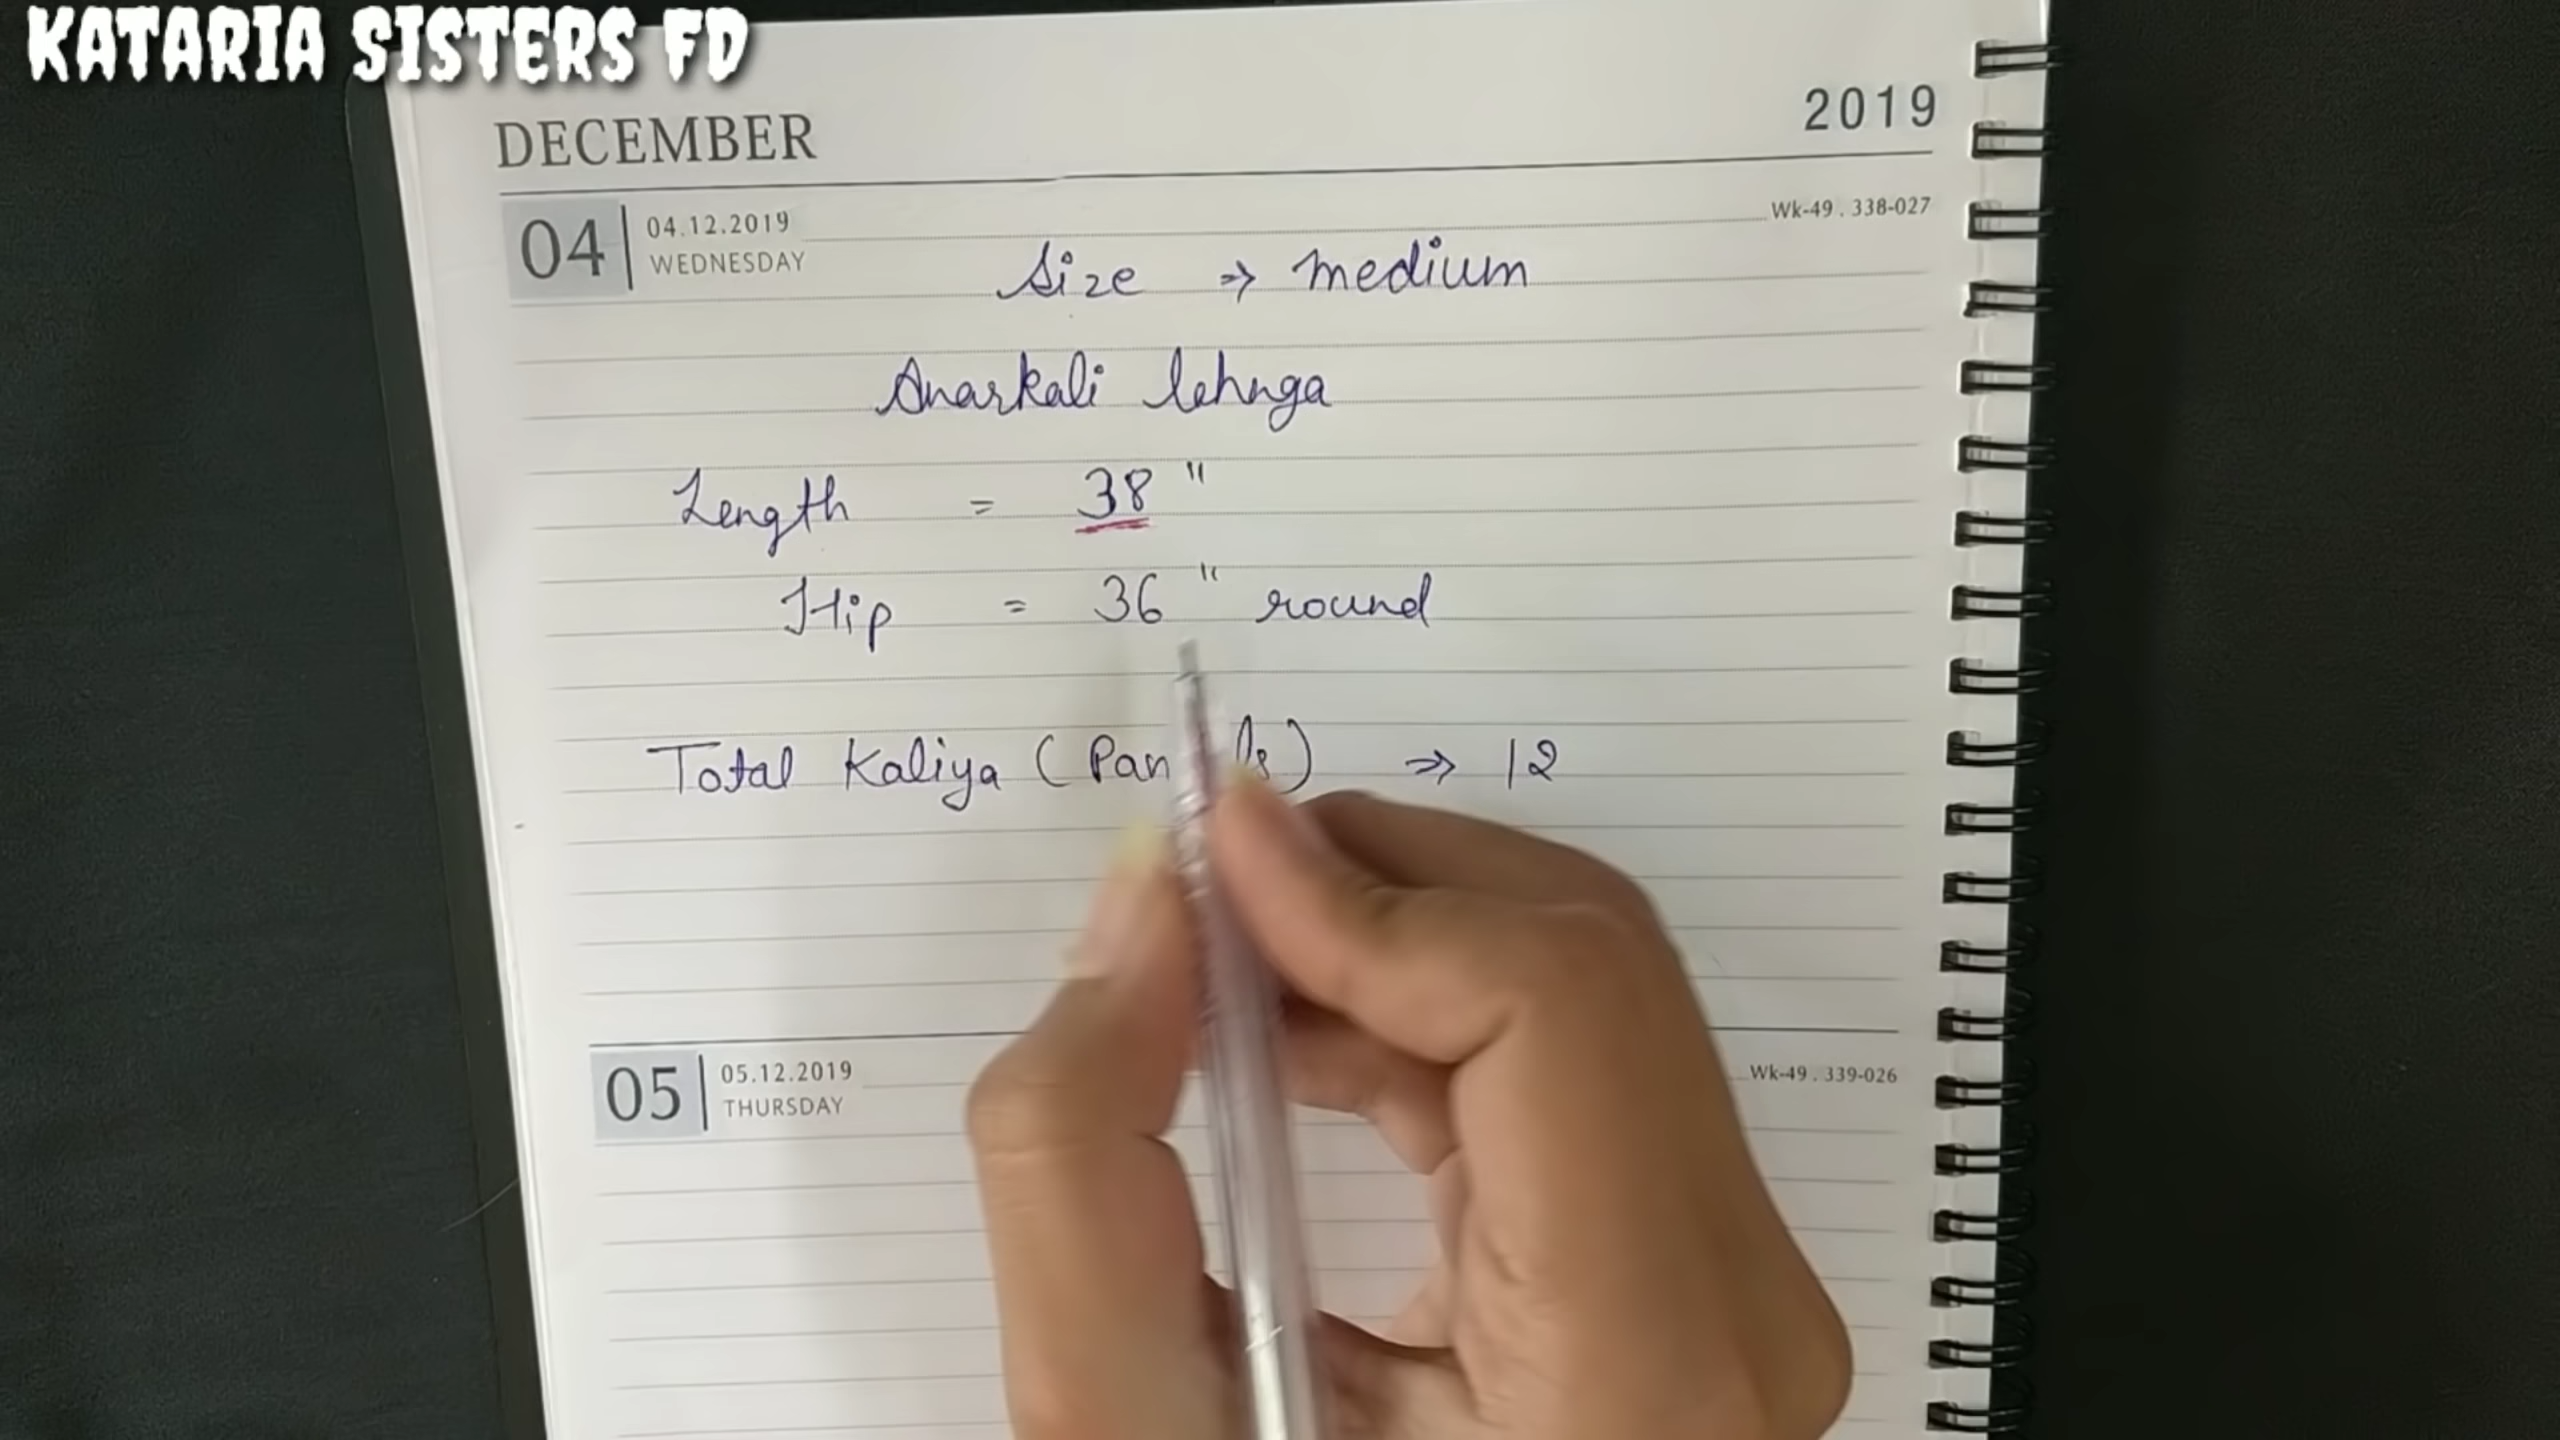 KATARIA SISTERS FD
DECEMBER 2019
04 04.12.2019 WEDNESDAY Wk-49 . 338-027
Size ⇒ medium
Anarkali lehnga
Length = 38"
Hip = 36" round
Total Kaliya ( ⇒ 12
05 05.12.2019 THURSDAY Wk-49 . 339-026